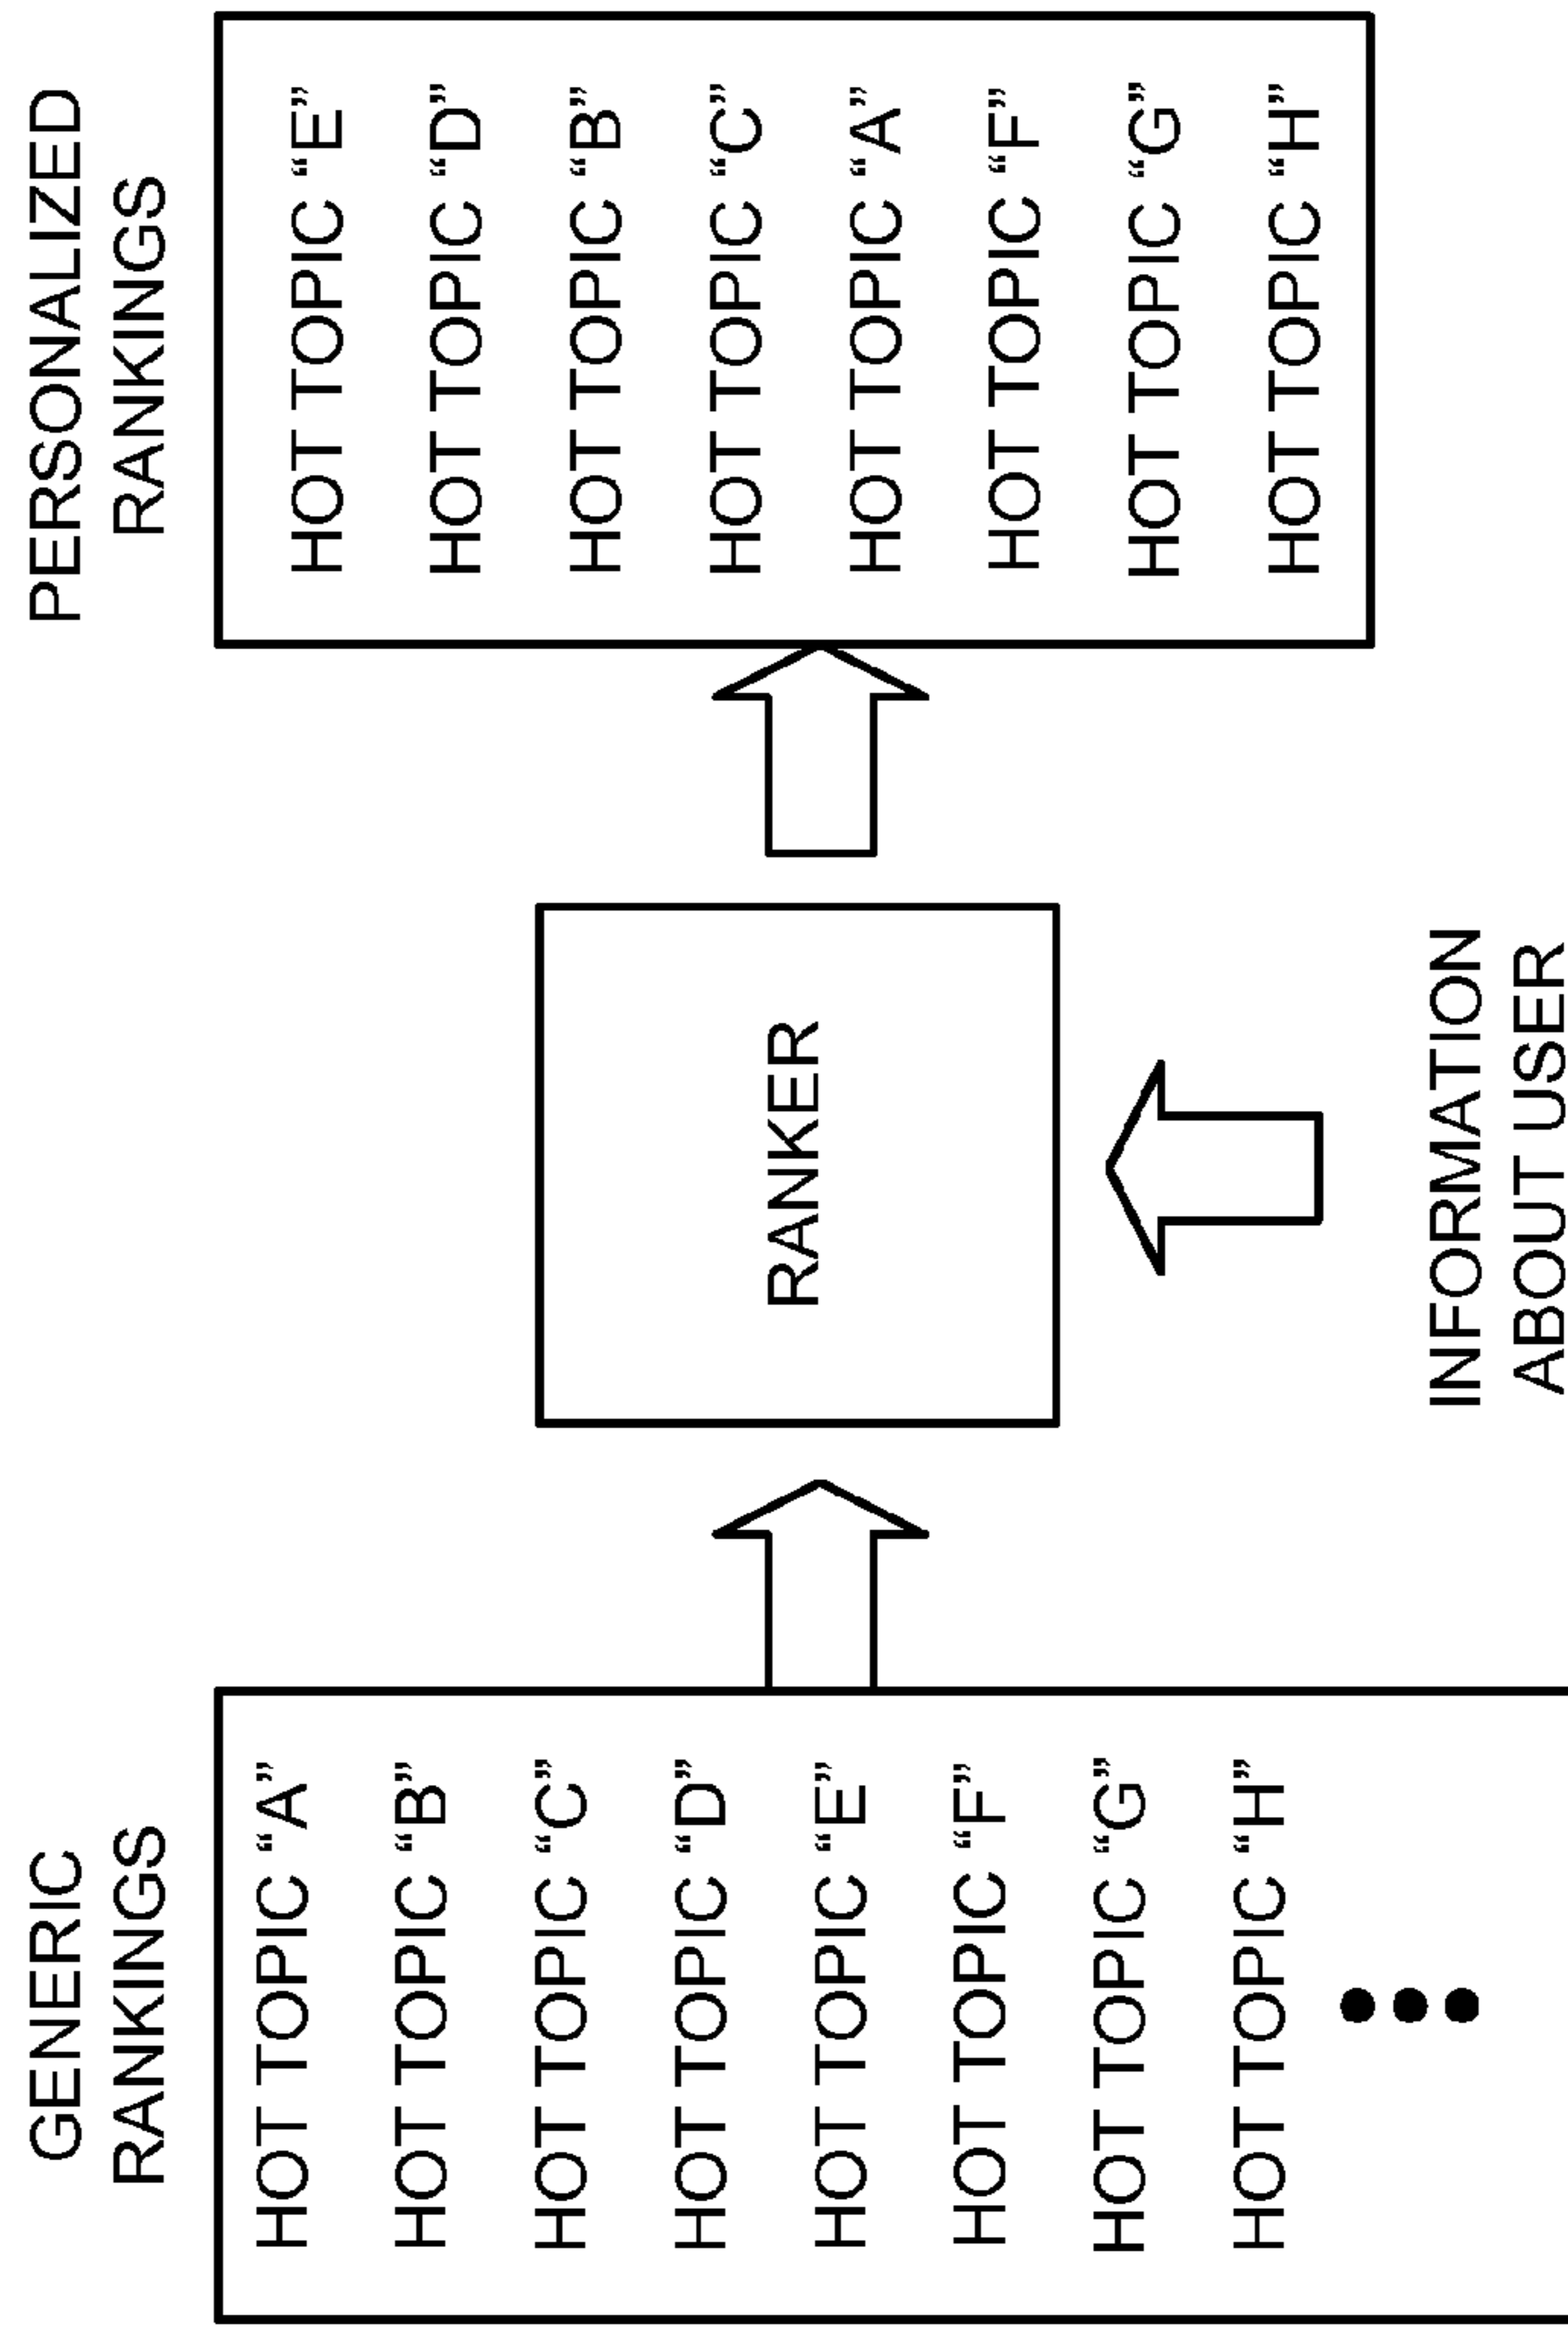 GENERIC
RANKINGS
HOT TOPIC “A”
HOT TOPIC “B”
HOT TOPIC “C”
HOT TOPIC “D”
HOT TOPIC “E”
HOT TOPIC “F”
HOT TOPIC “G”
HOT TOPIC “H”
RANKER
INFORMATION
ABOUT USER
PERSONALIZED
RANKINGS
HOT TOPIC “E”
HOT TOPIC “D”
HOT TOPIC “B”
HOT TOPIC “C”
HOT TOPIC “A”
HOT TOPIC “F”
HOT TOPIC “G”
HOT TOPIC “H”